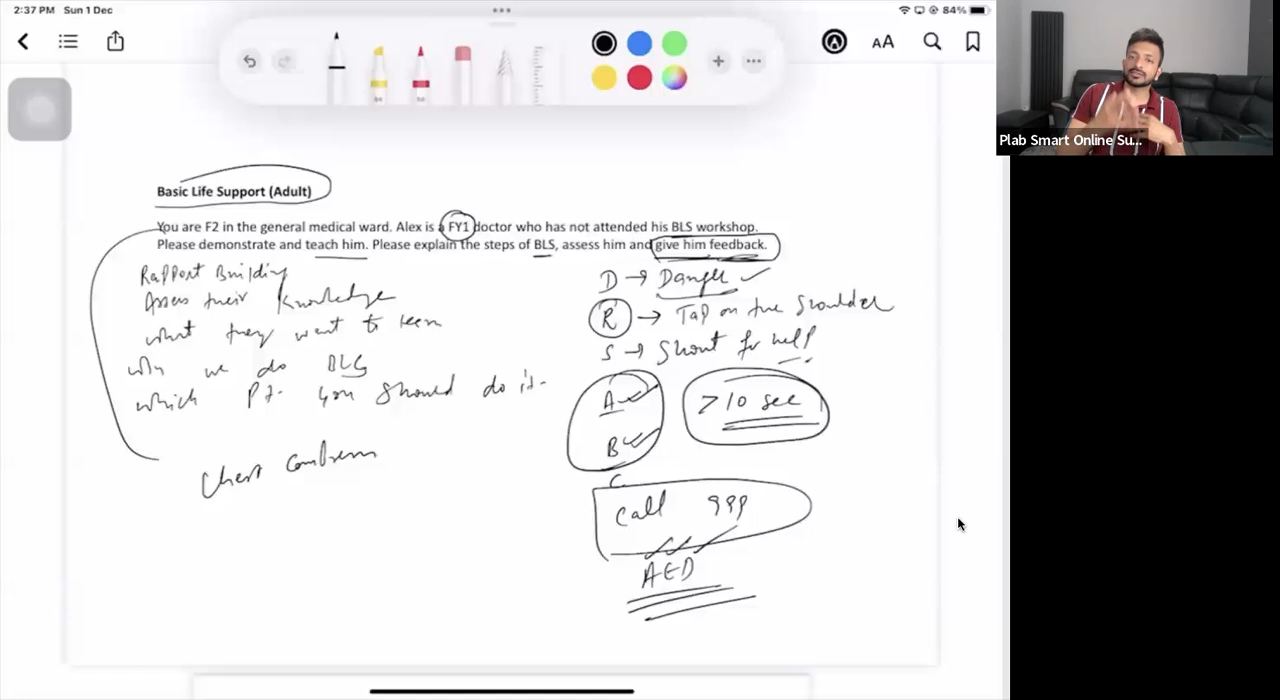 2:37 PM Sun 1 Dec
84%
AA
Plab Smart Online Su...
Basic Life Support (Adult)
You are F2 in the general medical ward. Alex is a FY1 doctor who has not attended his BLS workshop.
Please demonstrate and teach him. Please explain the steps of BLS, assess him and give him feedback.
Rapport Building
Assess their knowledge
what they want to learn
why we do BLS
which Pt. you should do it.
Chest
D → Danger ✓
R → Tap on the shoulder
S → Shout for help
A ✓
> 10 sec
B ✓
C
Call 999
AED